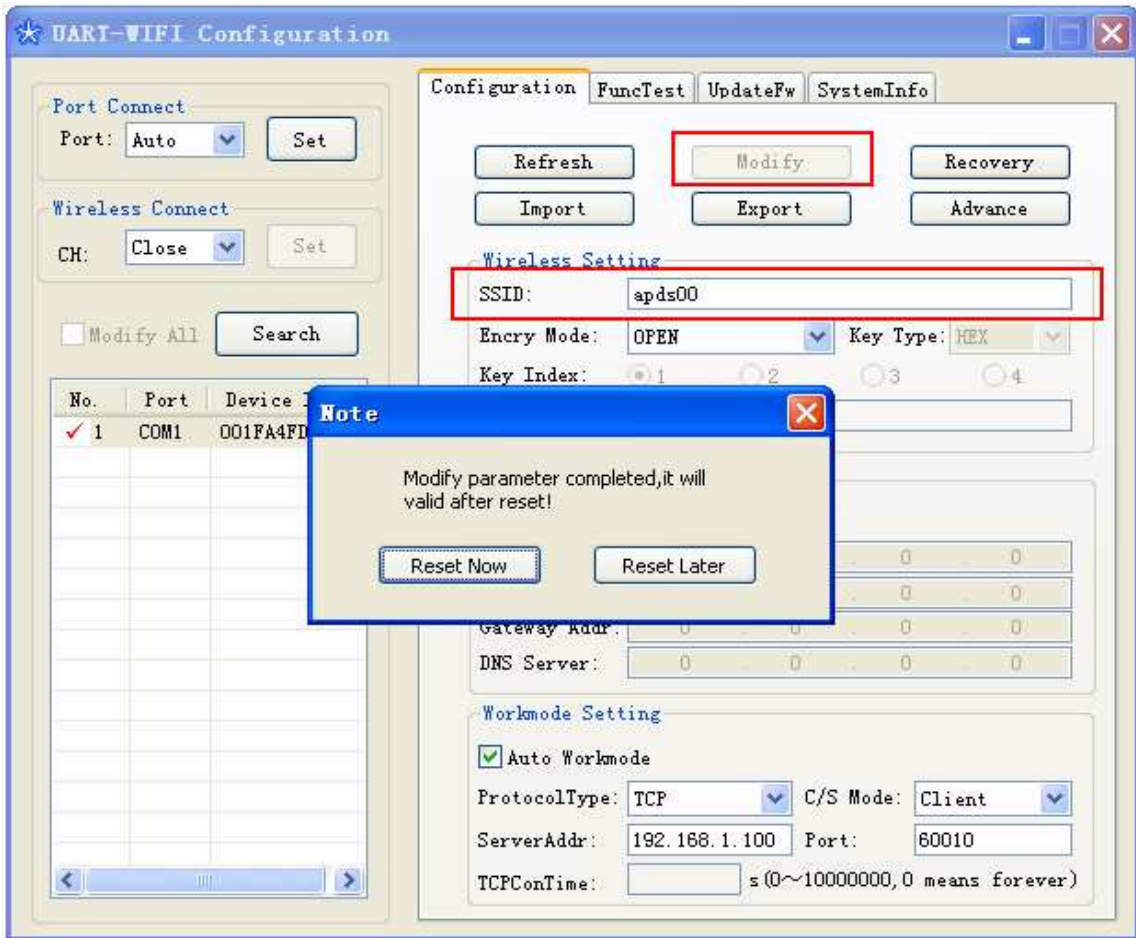 UART-WIFI Configuration
Port Connect
Port: Auto Set
Wireless Connect
CH: Close Set
Modify All Search
No. Port Device
1 COM1 001FA4FD
Configuration FuncTest UpdateFw SystemInfo
Refresh Modify Recovery
Import Export Advance
Wireless Setting
SSID: apds00
Encry Mode: OPEN Key Type: HEX
Key Index: 1 2 3 4
Note
Modify parameter completed,it will
valid after reset!
Reset Now Reset Later
. 0 . 0
. 0 . 0
Gateway Addr: 0 . 0 . 0 . 0
DNS Server: 0 . 0 . 0 . 0
Workmode Setting
Auto Workmode
ProtocolType: TCP C/S Mode: Client
ServerAddr: 192.168.1.100 Port: 60010
TCPConTime: s(0~10000000,0 means forever)